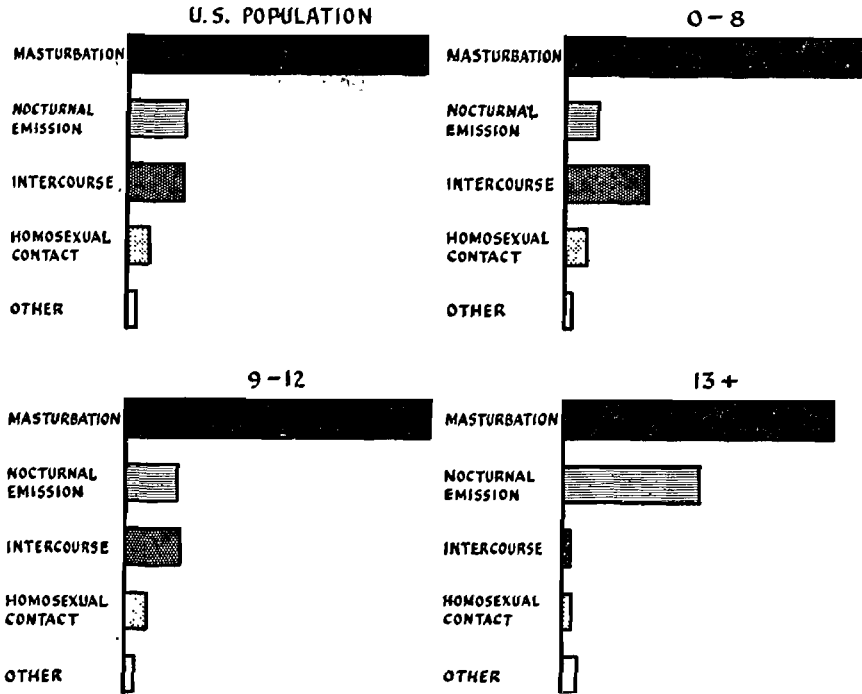 U.S. POPULATION
MASTURBATION
NOCTURNAL
EMISSION
INTERCOURSE
HOMOSEXUAL
CONTACT
OTHER
0-8
MASTURBATION
NOCTURNAL
EMISSION
INTERCOURSE
HOMOSEXUAL
CONTACT
OTHER
9-12
MASTURBATION
NOCTURNAL
EMISSION
INTERCOURSE
HOMOSEXUAL
CONTACT
OTHER
13+
MASTURBATION
NOCTURNAL
EMISSION
INTERCOURSE
HOMOSEXUAL
CONTACT
OTHER